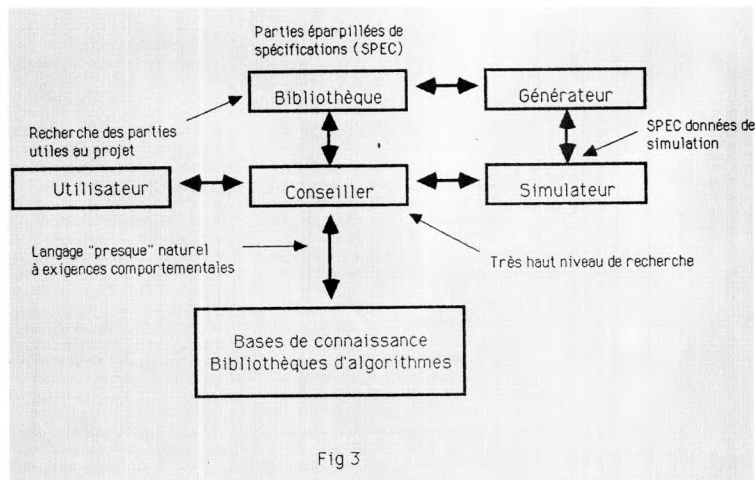 Parties éparpillées de
spécifications (SPEC)
Bibliothèque
Générateur
Recherche des parties
utiles au projet
SPEC données de
simulation
Utilisateur
Conseiller
Simulateur
Langage "presque" naturel
à exigences comportementales
Très haut niveau de recherche
Bases de connaissance
Bibliothèques d'algorithmes
Fig 3